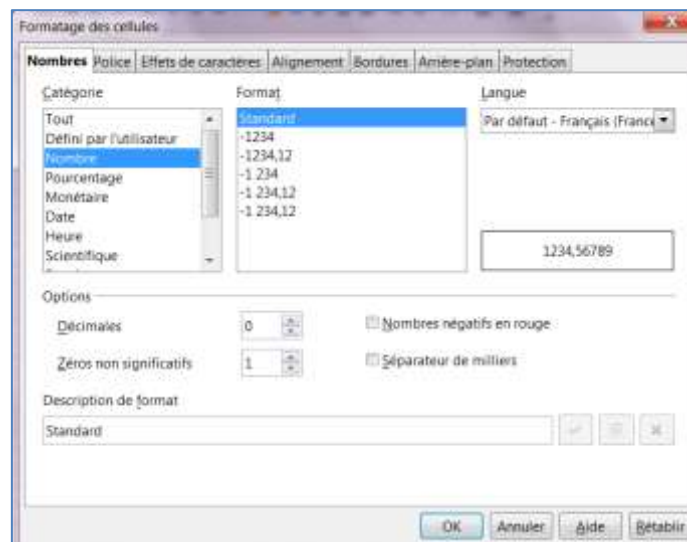 Formatage des cellules
Nombres Police Effets de caractères Alignement Bordures Arrière-plan Protection
Catégorie
Tout
Défini par l'utilisateur
Nombre
Pourcentage
Monétaire
Date
Heure
Scientifique
Format
Standard
-1234
-1234,12
-1 234
-1 234,12
-1 234,12
Langue
Par défaut - Français (France
1234,56789
Options
Décimales 0
Nombres négatifs en rouge
Zéros non significatifs 1
Séparateur de milliers
Description de format
Standard
OK Annuler Aide Rétablir